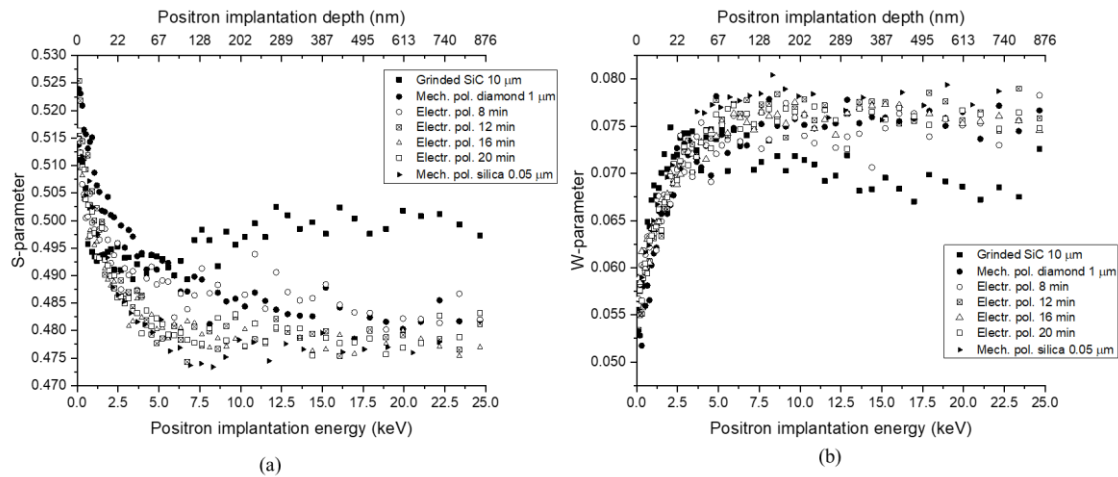 Positron implantation depth (nm)
0 22 67 128 202 289 387 495 613 740 876
0.530
0.525
0.520
0.515
0.510
0.505
0.500
0.495
0.490
0.485
0.480
0.475
0.470
S-parameter
Grinded SiC 10 μm
Mech. pol. diamond 1 μm
Electr. pol. 8 min
Electr. pol. 12 min
Electr. pol. 16 min
Electr. pol. 20 min
Mech. pol. silica 0.05 μm
0.0 2.5 5.0 7.5 10.0 12.5 15.0 17.5 20.0 22.5 25.0
Positron implantation energy (keV)
(a)
Positron implantation depth (nm)
0 22 67 128 202 289 387 495 613 740 876
0.080
0.075
0.070
0.065
0.060
0.055
0.050
W-parameter
Grinded SiC 10 μm
Mech. pol. diamond 1 μm
Electr. pol. 8 min
Electr. pol. 12 min
Electr. pol. 16 min
Electr. pol. 20 min
Mech. pol. silica 0.05 μm
0.0 2.5 5.0 7.5 10.0 12.5 15.0 17.5 20.0 22.5 25.0
Positron implantation energy (keV)
(b)